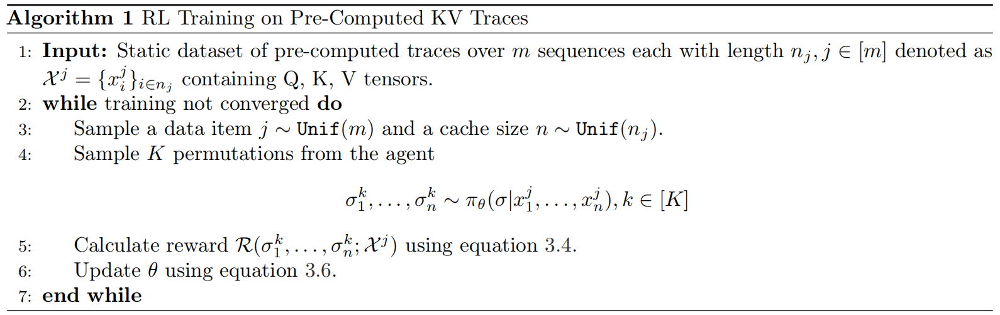 Algorithm 1 RL Training on Pre-Computed KV Traces
1: Input: Static dataset of pre-computed traces over m sequences each with length n_j, j ∈ [m] denoted as
𝒳^j = {x_i^j}_{i∈n_j} containing Q, K, V tensors.
2: while training not converged do
3: Sample a data item j ∼ Unif(m) and a cache size n ∼ Unif(n_j).
4: Sample K permutations from the agent
σ_1^k, . . . , σ_n^k ∼ π_θ(σ|x_1^j, . . . , x_n^j), k ∈ [K]
5: Calculate reward ℛ(σ_1^k, . . . , σ_n^k; 𝒳^j) using equation 3.4.
6: Update θ using equation 3.6.
7: end while